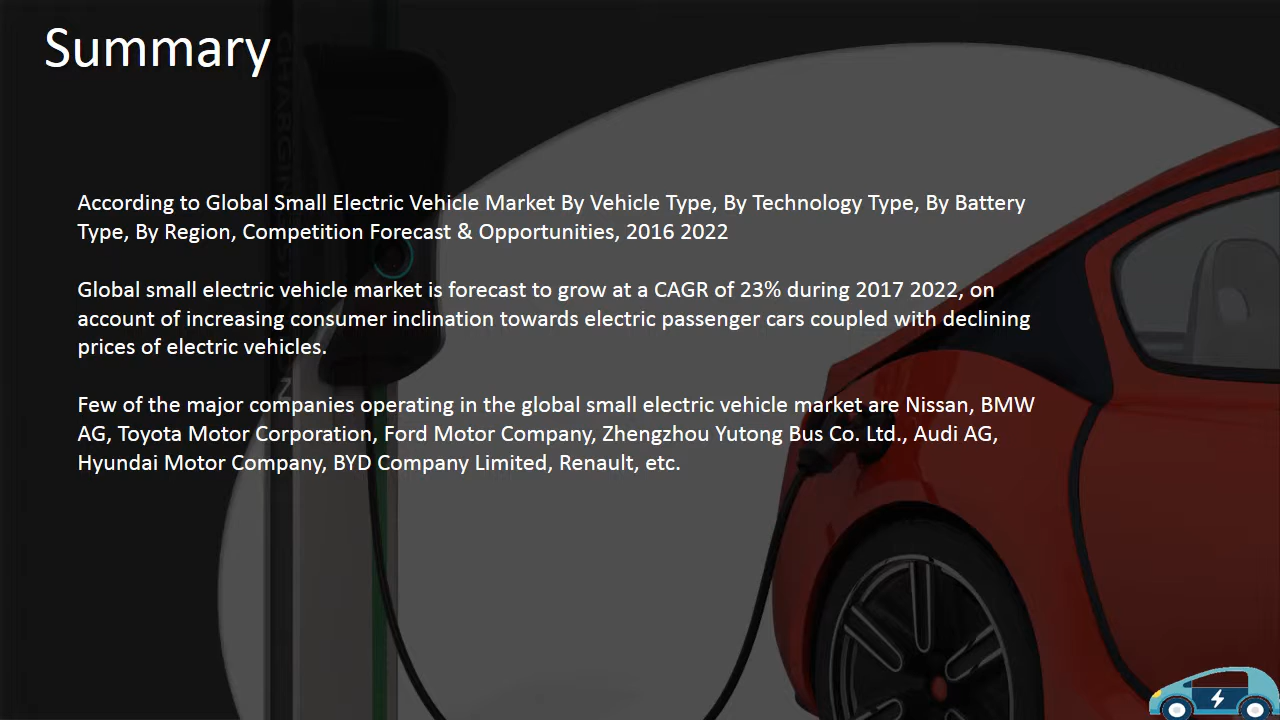 Summary
According to Global Small Electric Vehicle Market By Vehicle Type, By Technology Type, By Battery
Type, By Region, Competition Forecast & Opportunities, 2016 2022
Global small electric vehicle market is forecast to grow at a CAGR of 23% during 2017 2022, on
account of increasing consumer inclination towards electric passenger cars coupled with declining
prices of electric vehicles.
Few of the major companies operating in the global small electric vehicle market are Nissan, BMW
AG, Toyota Motor Corporation, Ford Motor Company, Zhengzhou Yutong Bus Co. Ltd., Audi AG,
Hyundai Motor Company, BYD Company Limited, Renault, etc.